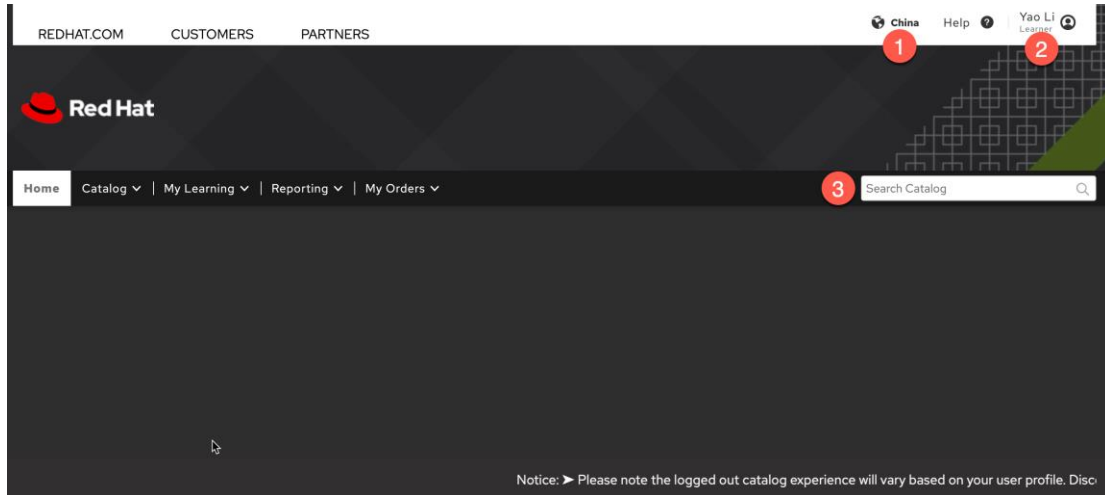 REDHAT.COM CUSTOMERS PARTNERS China Help ? Yao Li
Learner
1 2
Red Hat
Home Catalog | My Learning | Reporting | My Orders 3 Search Catalog
Notice: ➤ Please note the logged out catalog experience will vary based on your user profile. Disc